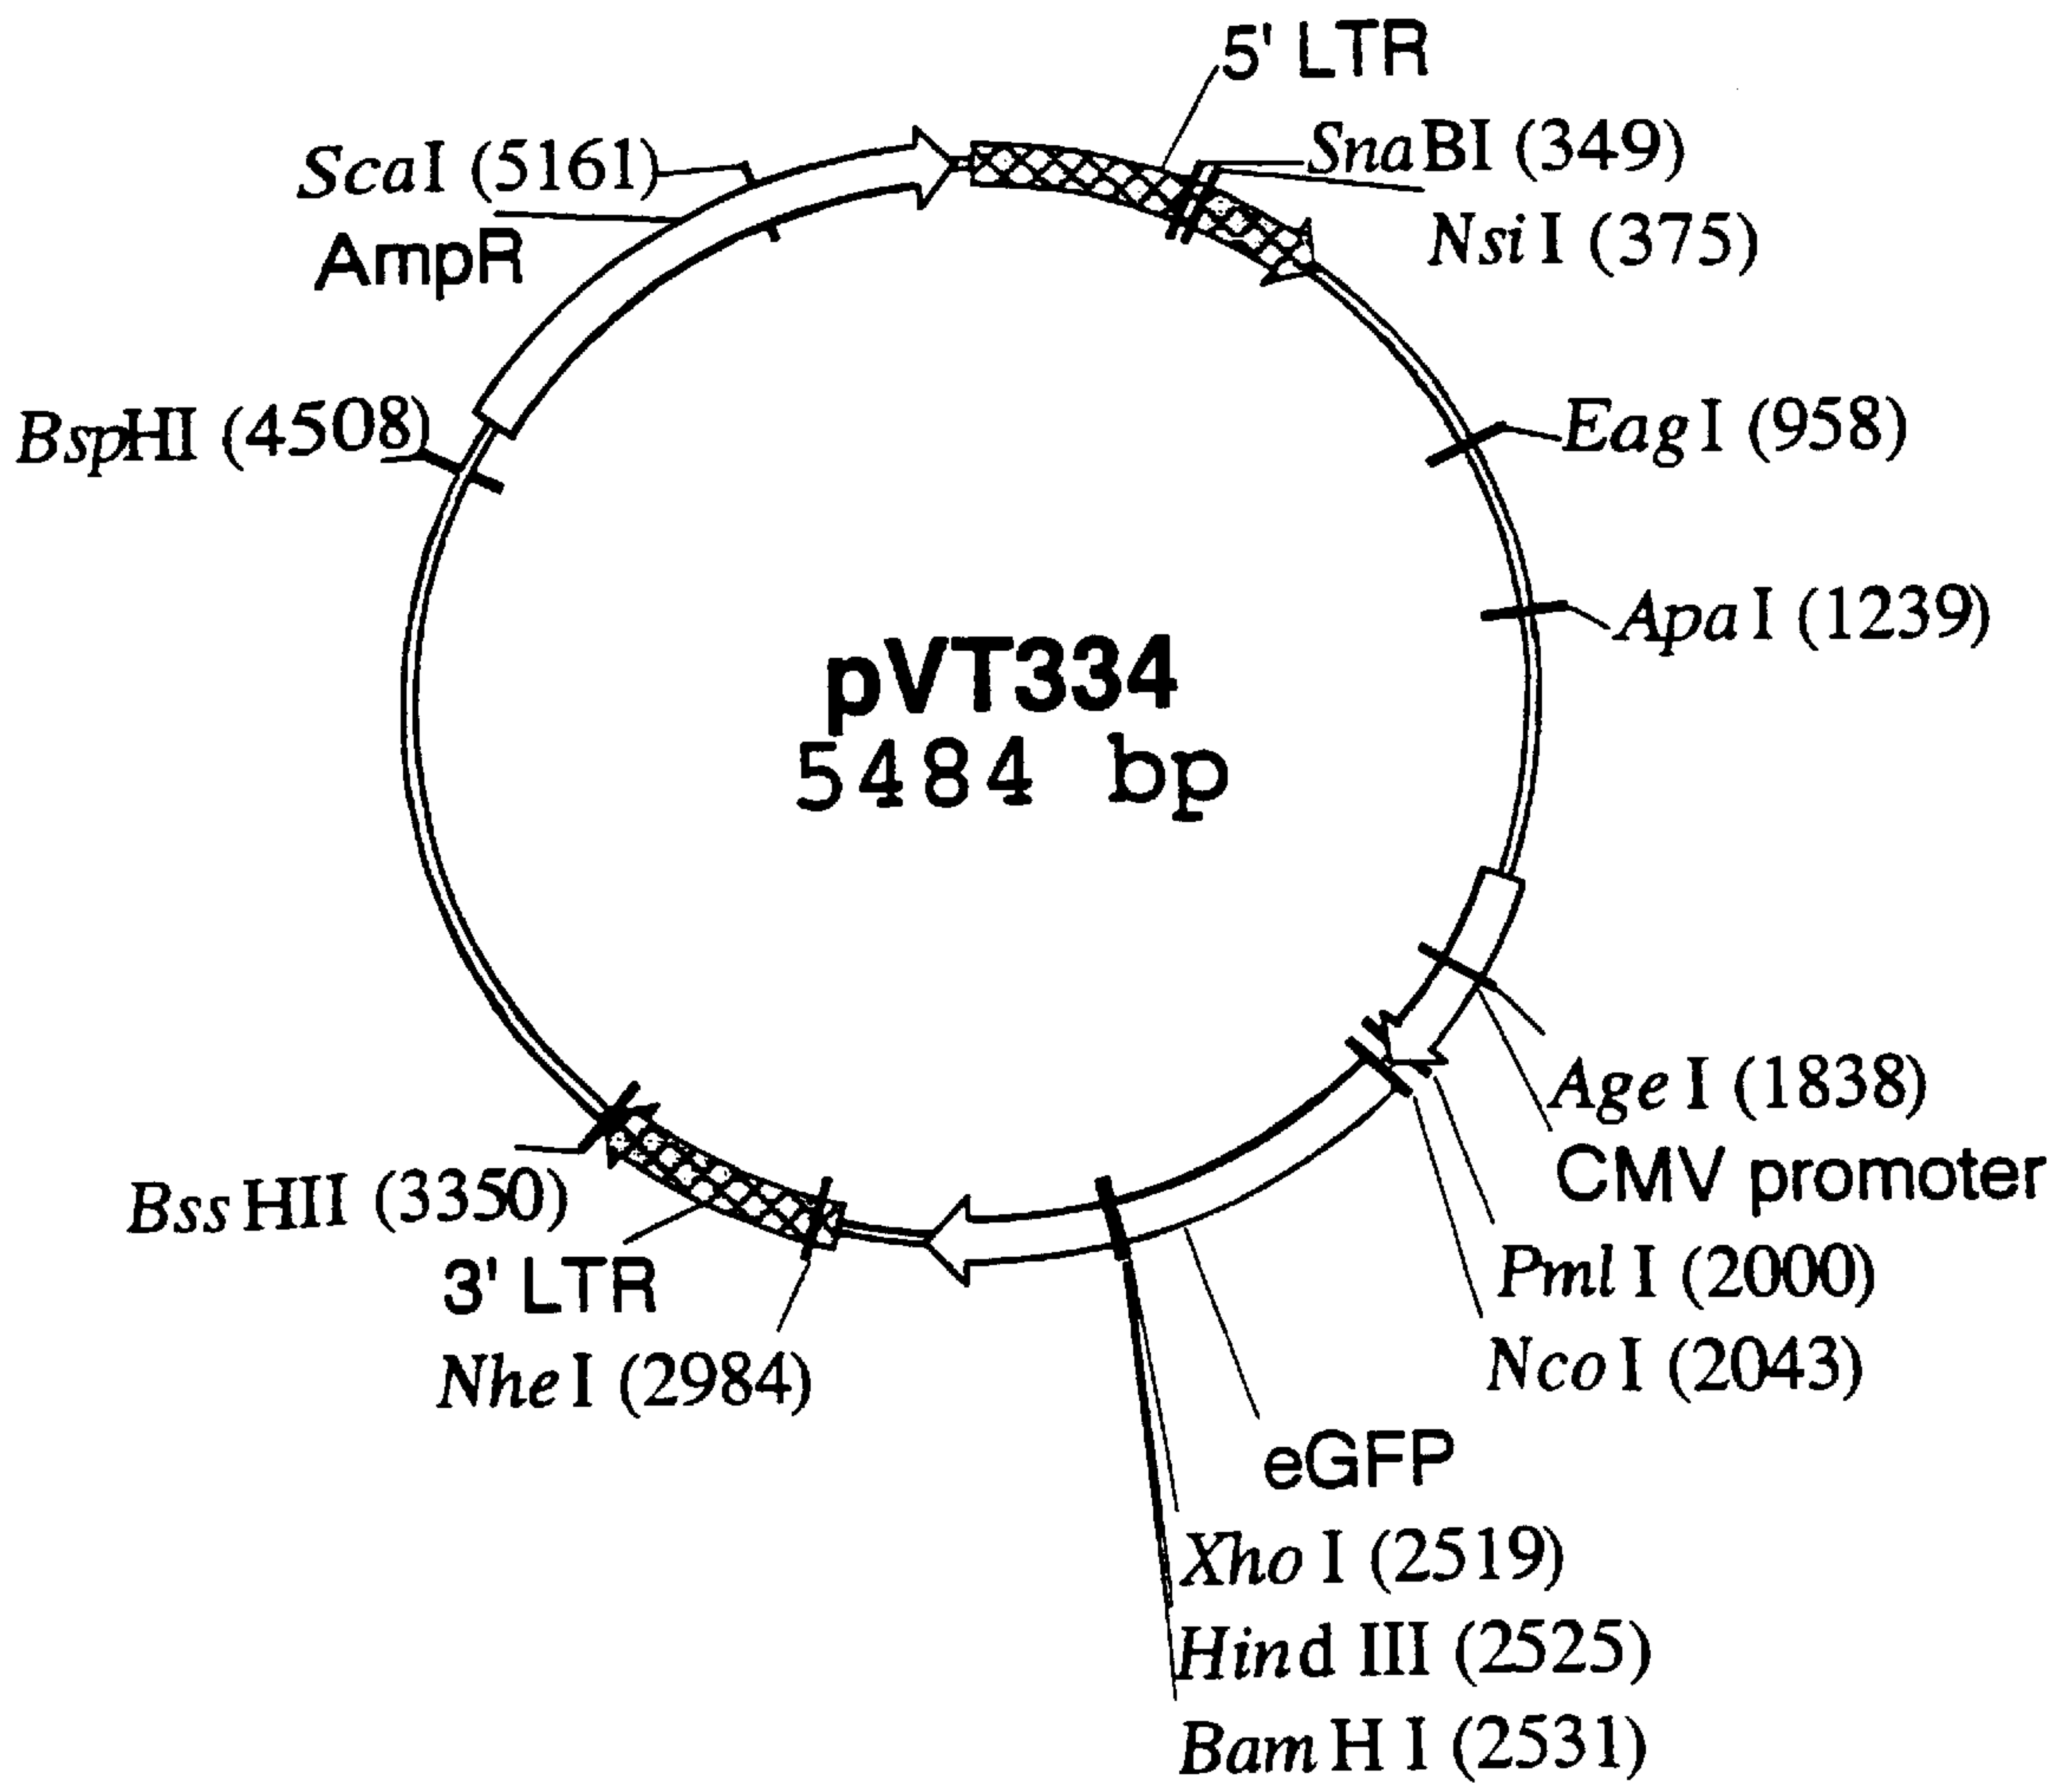 5' LTR
SnaBI (349)
NsiI (375)
ScaI (5161)
AmpR
BspHI (4508)
EagI (958)
ApaI (1239)
pVT334
5484 bp
AgeI (1838)
CMV promoter
PmlI (2000)
NcoI (2043)
BssHII (3350)
3' LTR
NheI (2984)
eGFP
XhoI (2519)
Hind III (2525)
BamHI (2531)